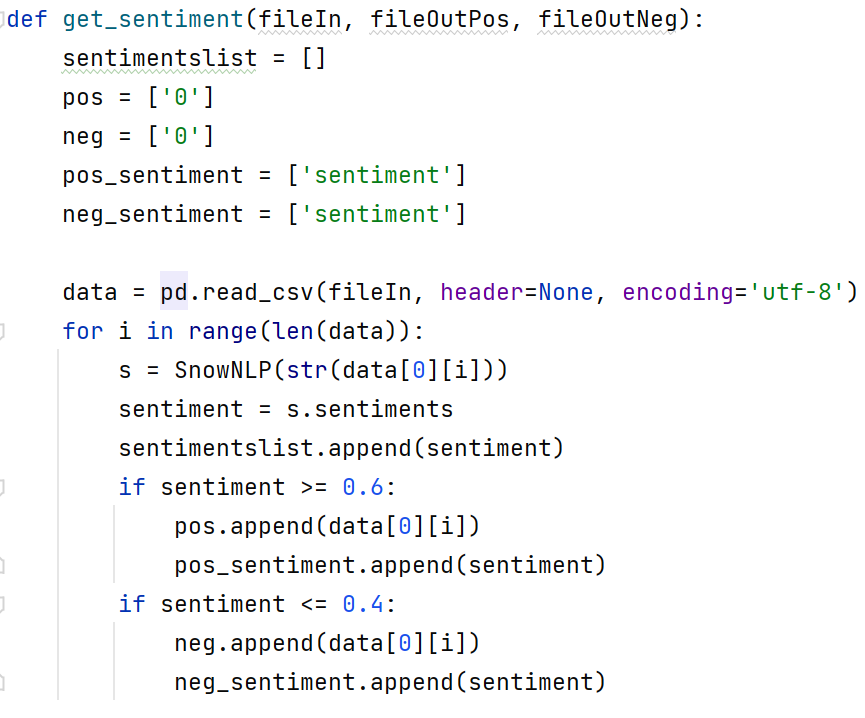 def get_sentiment(fileIn, fileOutPos, fileOutNeg):
    sentimentslist = []
    pos = ['0']
    neg = ['0']
    pos_sentiment = ['sentiment']
    neg_sentiment = ['sentiment']

    data = pd.read_csv(fileIn, header=None, encoding='utf-8')
    for i in range(len(data)):
        s = SnowNLP(str(data[0][i]))
        sentiment = s.sentiments
        sentimentslist.append(sentiment)
        if sentiment >= 0.6:
            pos.append(data[0][i])
            pos_sentiment.append(sentiment)
        if sentiment <= 0.4:
            neg.append(data[0][i])
            neg_sentiment.append(sentiment)